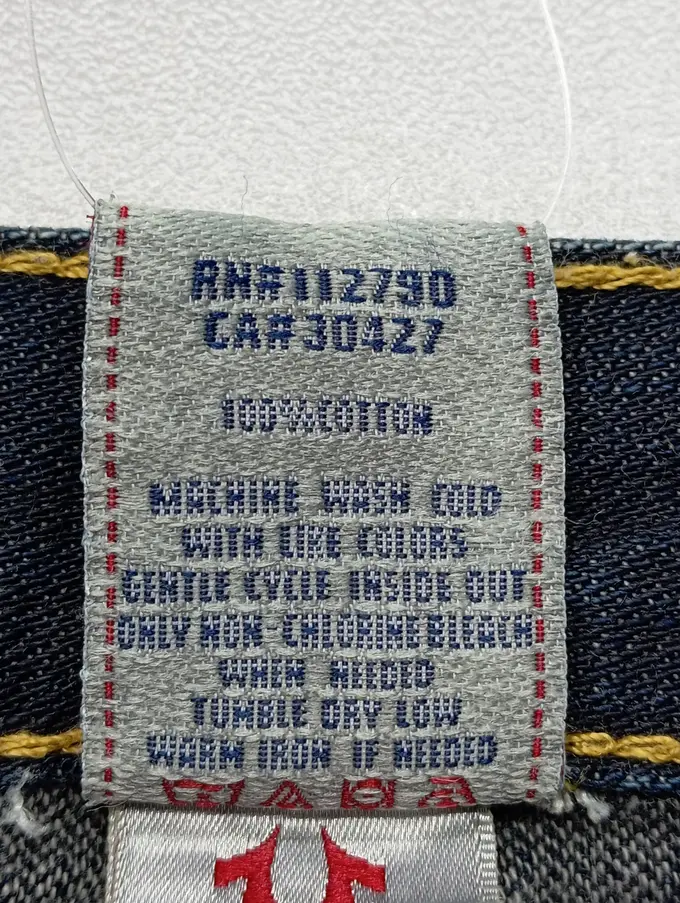 RN#112790
CA#30427
100%COTTON
MACHINE WASH COLD
WITH LIKE COLORS
GENTLE CYCLE INSIDE OUT
ONLY NON CHLORINE BLEACH
WHEN NEEDED
TUMBLE DRY LOW
WARM IRON IF NEEDED